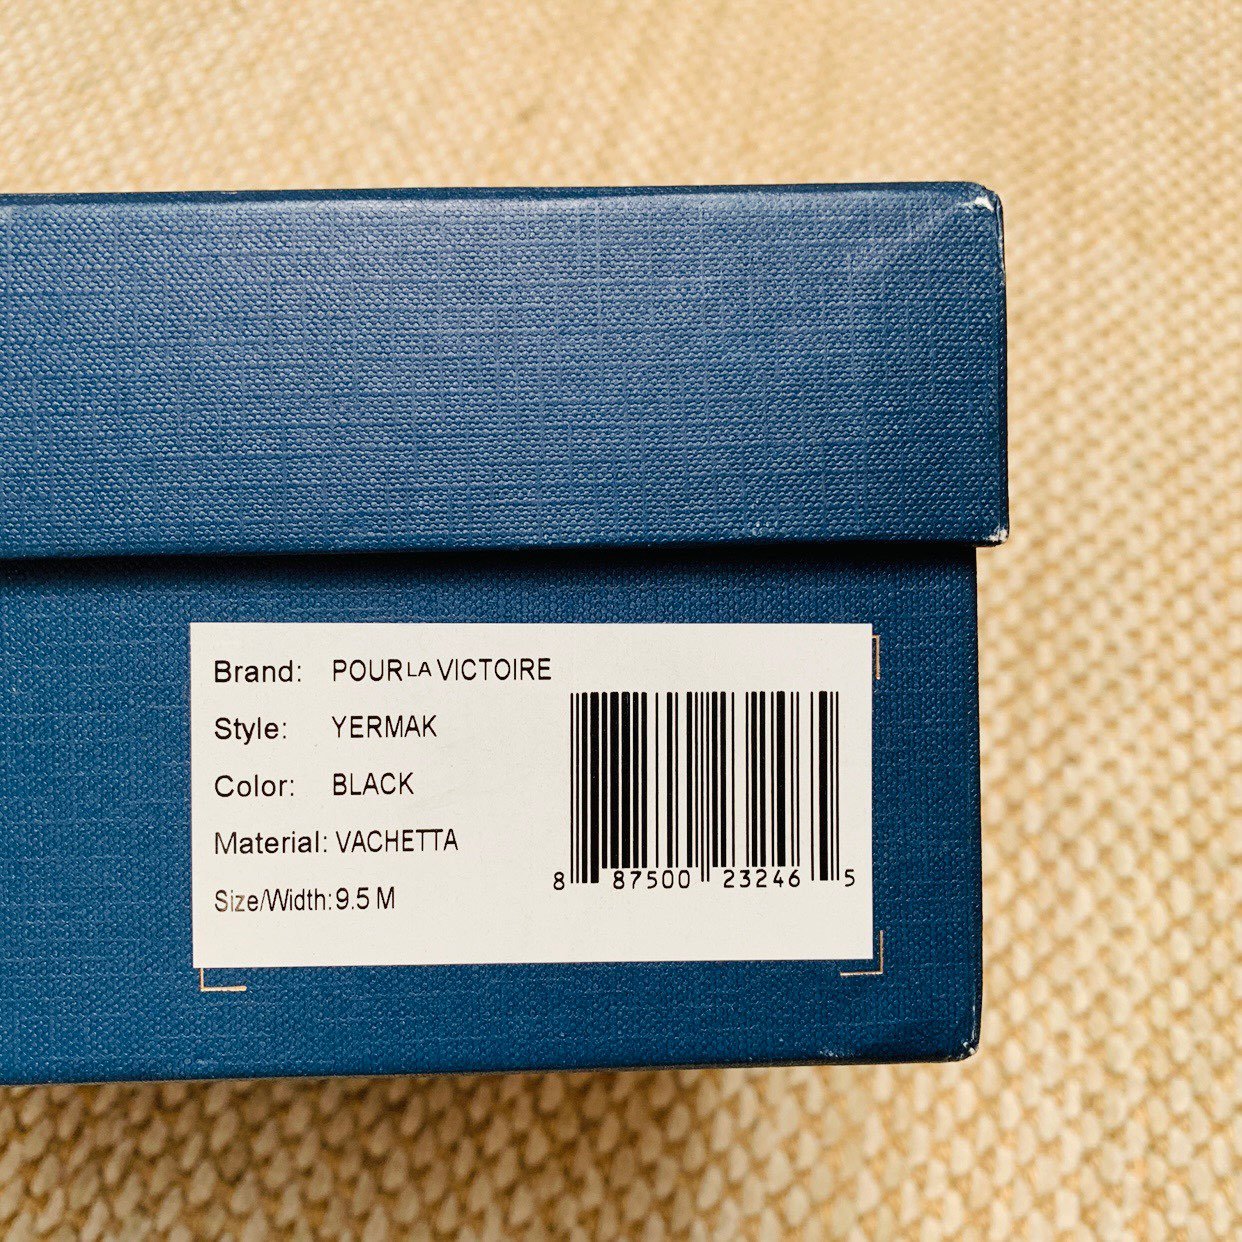 Brand: POUR LA VICTOIRE
Style: YERMAK
Color: BLACK
Material: VACHETTA
Size/Width: 9.5 M
8 87500 23246 5